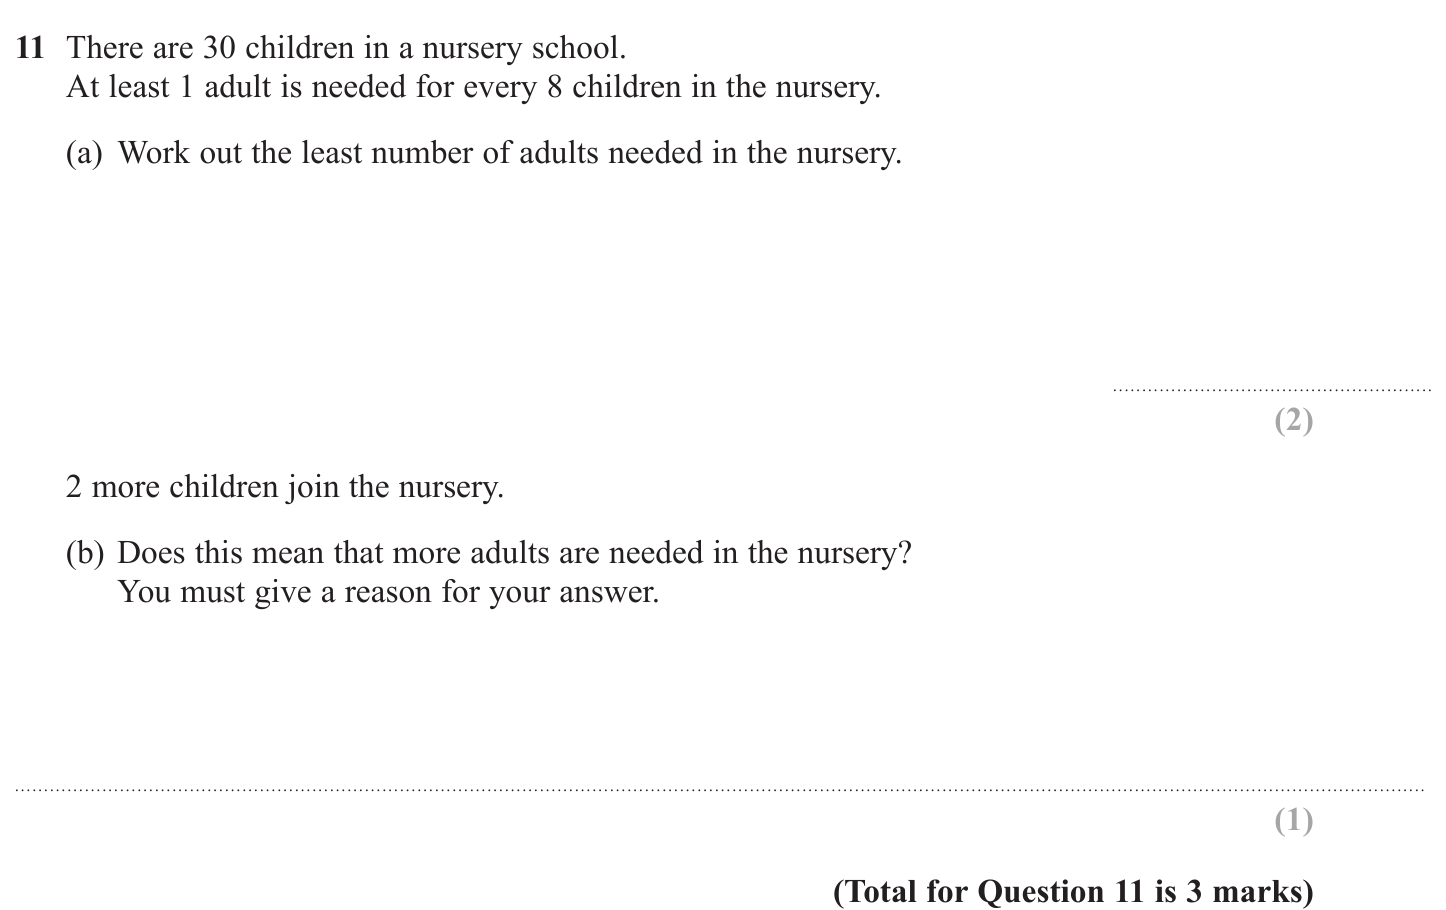 11 There are 30 children in a nursery school.
At least 1 adult is needed for every 8 children in the nursery.
(a) Work out the least number of adults needed in the nursery.
(2)
2 more children join the nursery.
(b) Does this mean that more adults are needed in the nursery?
You must give a reason for your answer.
(1)
(Total for Question 11 is 3 marks)